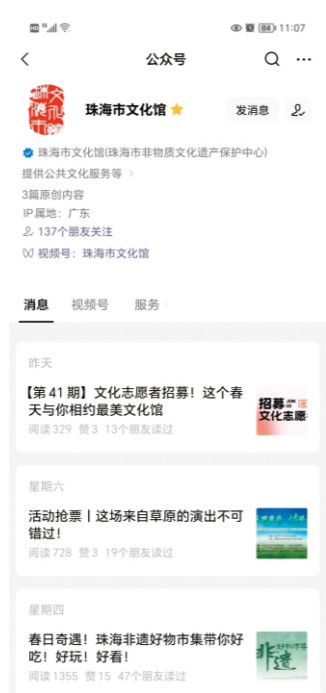 HD 5G 84 11:07
公众号
珠海市文化馆
发消息
珠海市文化馆(珠海市非物质文化遗产保护中心)
提供公共文化服务等
3篇原创内容
IP属地：广东
137个朋友关注
视频号：珠海市文化馆
消息 视频号 服务
昨天
【第 41 期】文化志愿者招募！这个春
天与你相约最美文化馆
阅读 329 赞 3 13个朋友读过
招募
文化志愿
星期六
活动抢票丨这场来自草原的演出不可
错过！
阅读 728 赞 3 19个朋友读过
星期四
春日奇遇！珠海非遗好物市集带你好
吃！好玩！好看！
阅读 1355 赞 15 47个朋友读过
非遗
好物市集